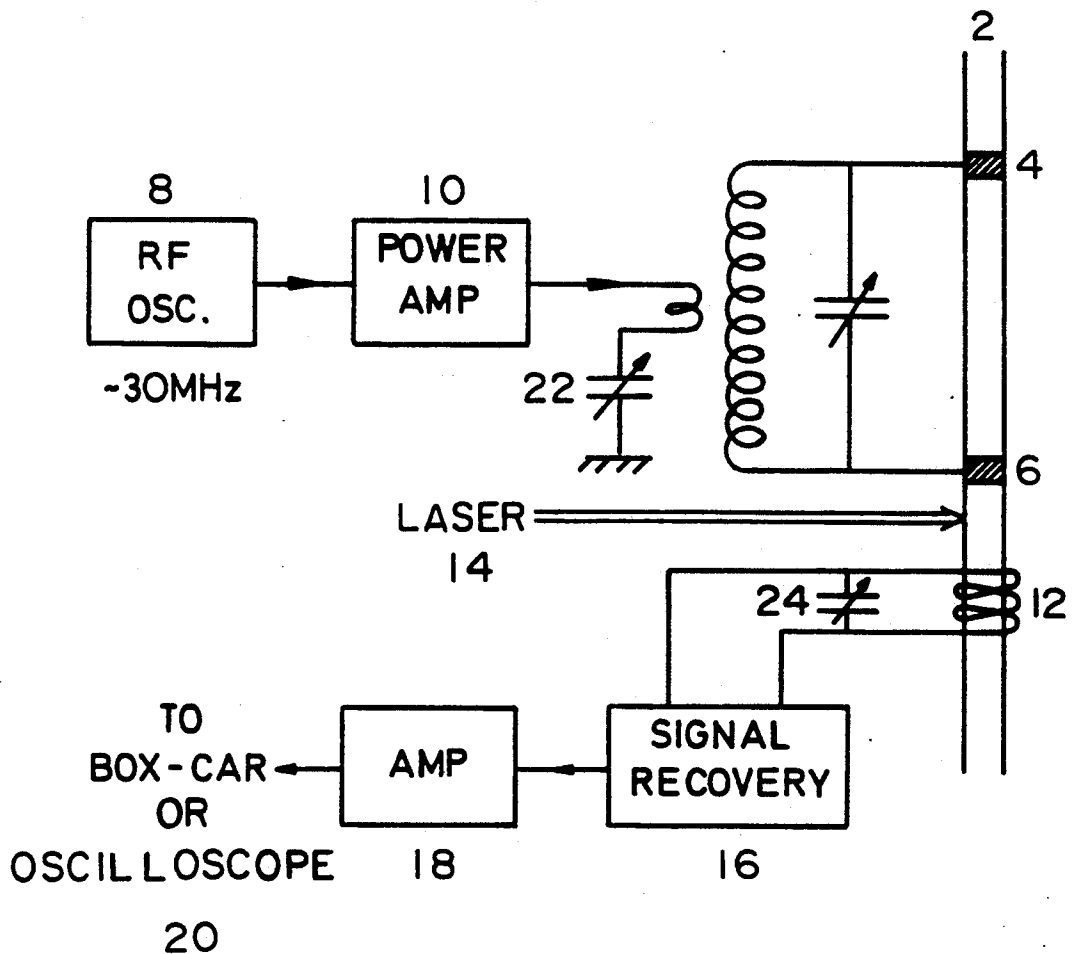 2
4
8
10
RF
OSC.
POWER
AMP
~30MHz
22
6
LASER
14
24
12
TO
BOX-CAR
OR
OSCILLOSCOPE
20
AMP
18
SIGNAL
RECOVERY
16